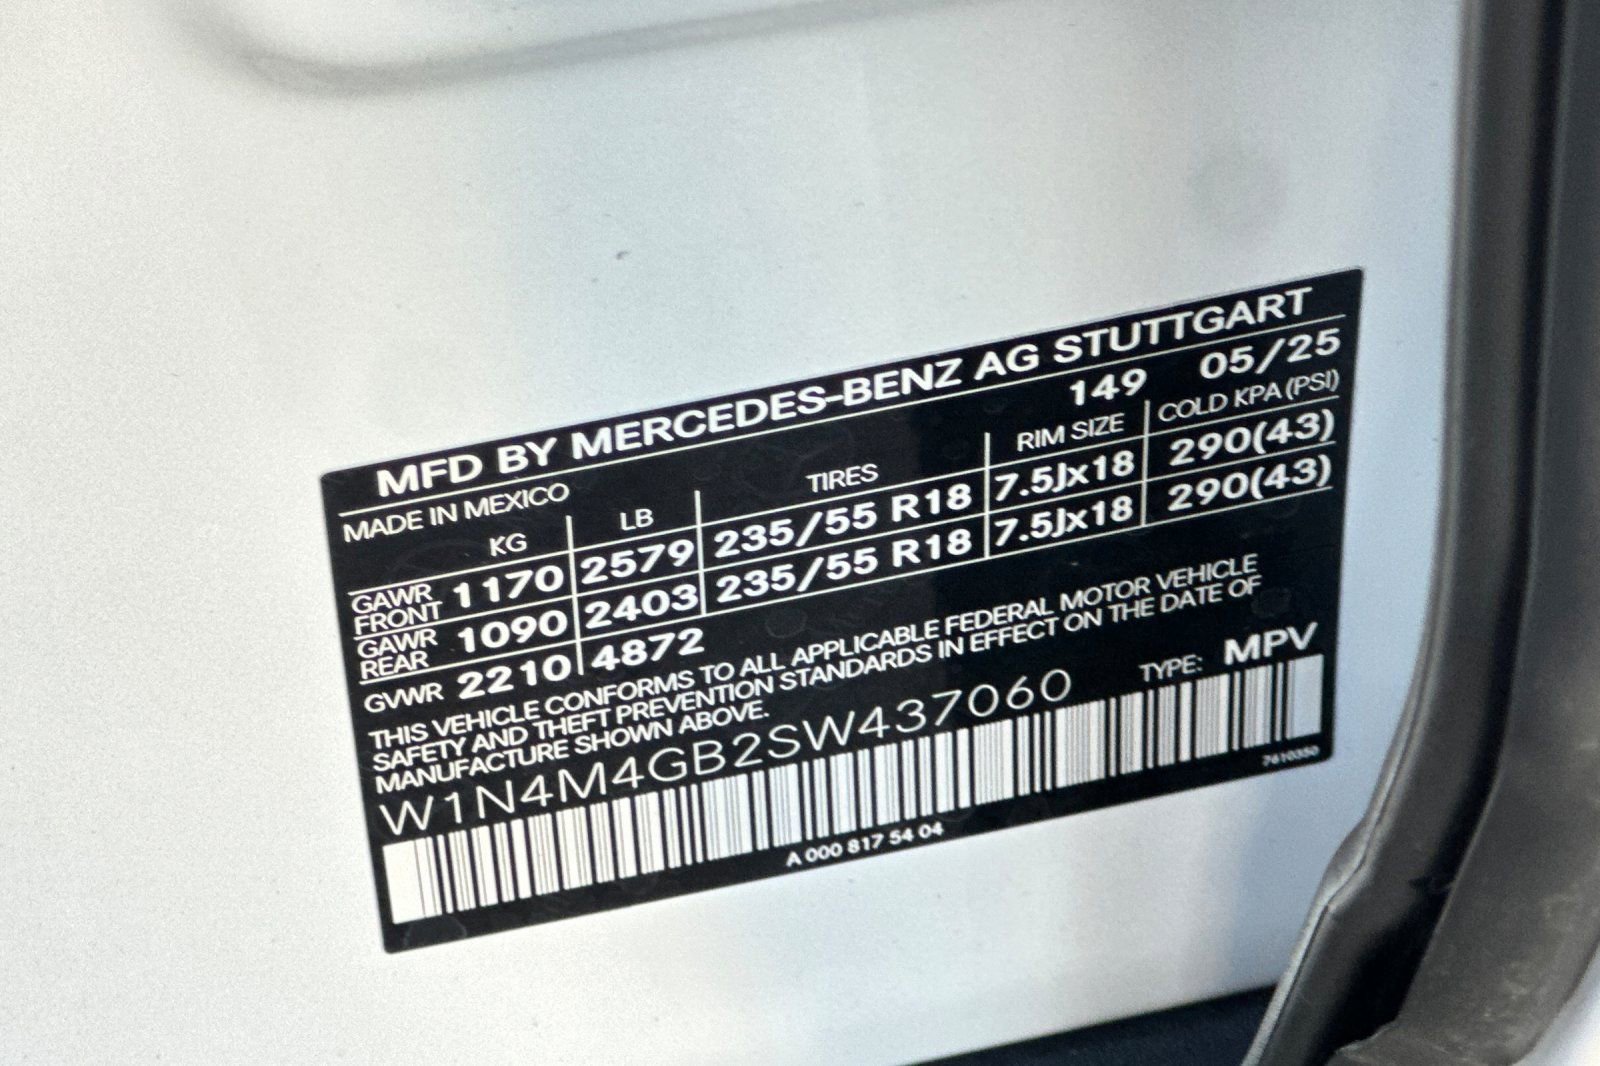 MFD BY MERCEDES-BENZ AG STUTTGART
MADE IN MEXICO 149 05/25
KG LB TIRES RIM SIZE COLD KPA (PSI)
GAWR FRONT 1170 2579 235/55 R18 7.5Jx18 290(43)
GAWR REAR 1090 2403 235/55 R18 7.5Jx18 290(43)
GVWR 2210 4872
THIS VEHICLE CONFORMS TO ALL APPLICABLE FEDERAL MOTOR VEHICLE
SAFETY AND THEFT PREVENTION STANDARDS IN EFFECT ON THE DATE OF
MANUFACTURE SHOWN ABOVE.
W1N4M4GB2SW437060 TYPE: MPV
7610350
A 000 817 54 04